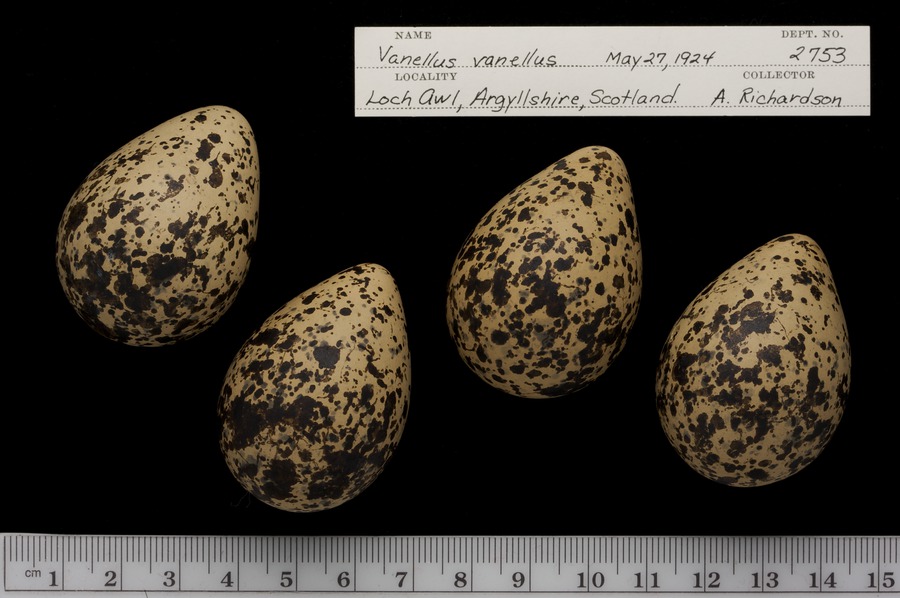 NAME DEPT. NO.
Vanellus vanellus May 27, 1924 2753
LOCALITY COLLECTOR
Loch Awl, Argyllshire, Scotland. A. Richardson
cm 1 2 3 4 5 6 7 8 9 10 11 12 13 14 15